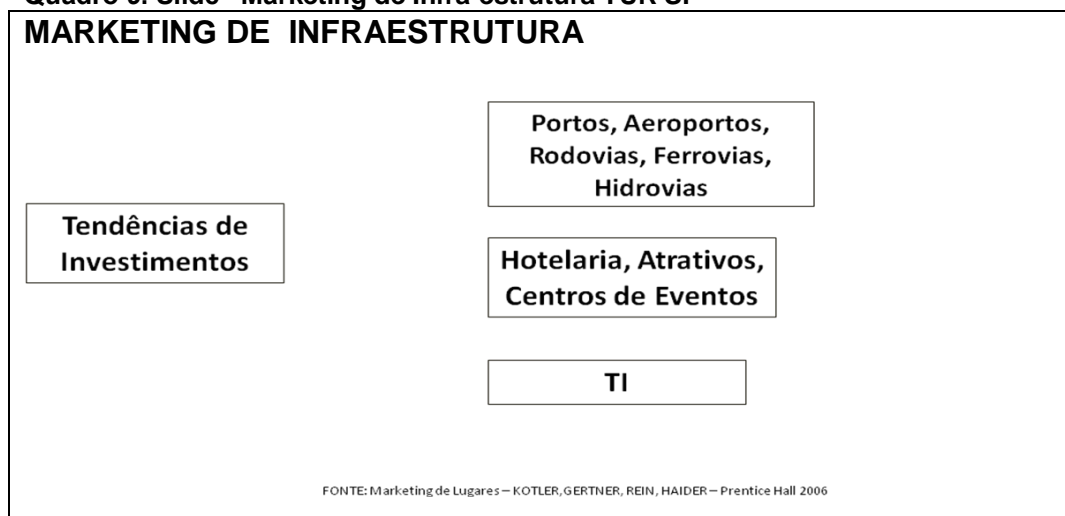 MARKETING DE INFRAESTRUTURA
Portos, Aeroportos,
Rodovias, Ferrovias,
Hidrovias
Tendências de
Investimentos
Hotelaria, Atrativos,
Centros de Eventos
TI
FONTE: Marketing de Lugares – KOTLER, GERTNER, REIN, HAIDER – Prentice Hall 2006